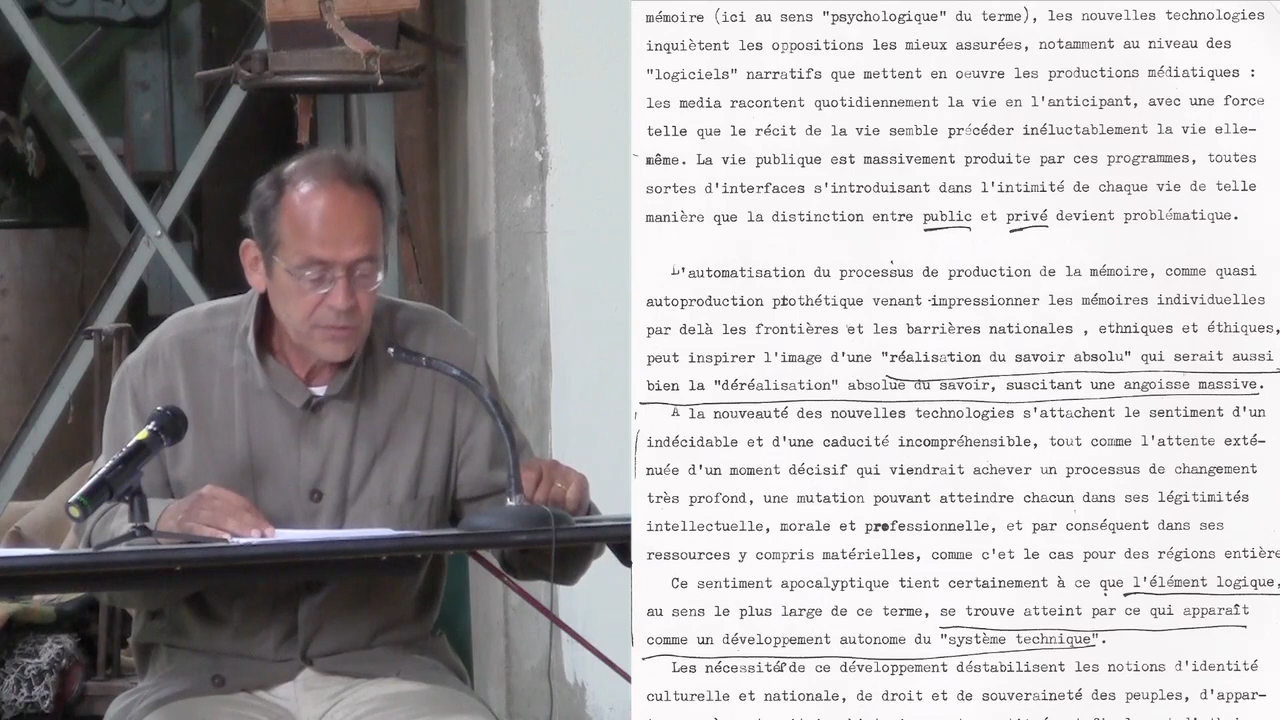 mémoire (ici au sens "psychologique" du terme), les nouvelles technologies
inquiètent les oppositions les mieux assurées, notamment au niveau des
"logiciels" narratifs que mettent en oeuvre les productions médiatiques :
les media racontent quotidiennement la vie en l'anticipant, avec une force
telle que le récit de la vie semble précéder inéluctablement la vie elle-
même. La vie publique est massivement produite par ces programmes, toutes
sortes d'interfaces s'introduisant dans l'intimité de chaque vie de telle
manière que la distinction entre public et privé devient problématique.
L'automatisation du processus de production de la mémoire, comme quasi
autoproduction prothétique venant impressionner les mémoires individuelles
par delà les frontières et les barrières nationales , ethniques et éthiques,
peut inspirer l'image d'une "réalisation du savoir absolu" qui serait aussi
bien la "déréalisation" absolue du savoir, suscitant une angoisse massive.
A la nouveauté des nouvelles technologies s'attachent le sentiment d'un
indécidable et d'une caducité incompréhensible, tout comme l'attente exté-
nuée d'un moment décisif qui viendrait achever un processus de changement
très profond, une mutation pouvant atteindre chacun dans ses légitimités
intellectuelle, morale et professionnelle, et par conséquent dans ses
ressources y compris matérielles, comme c'et le cas pour des régions entière
Ce sentiment apocalyptique tient certainement à ce que l'élément logique,
au sens le plus large de ce terme, se trouve atteint par ce qui apparaît
comme un développement autonome du "système technique".
Les nécessités de ce développement déstabilisent les notions d'identité
culturelle et nationale, de droit et de souveraineté des peuples, d'appar-